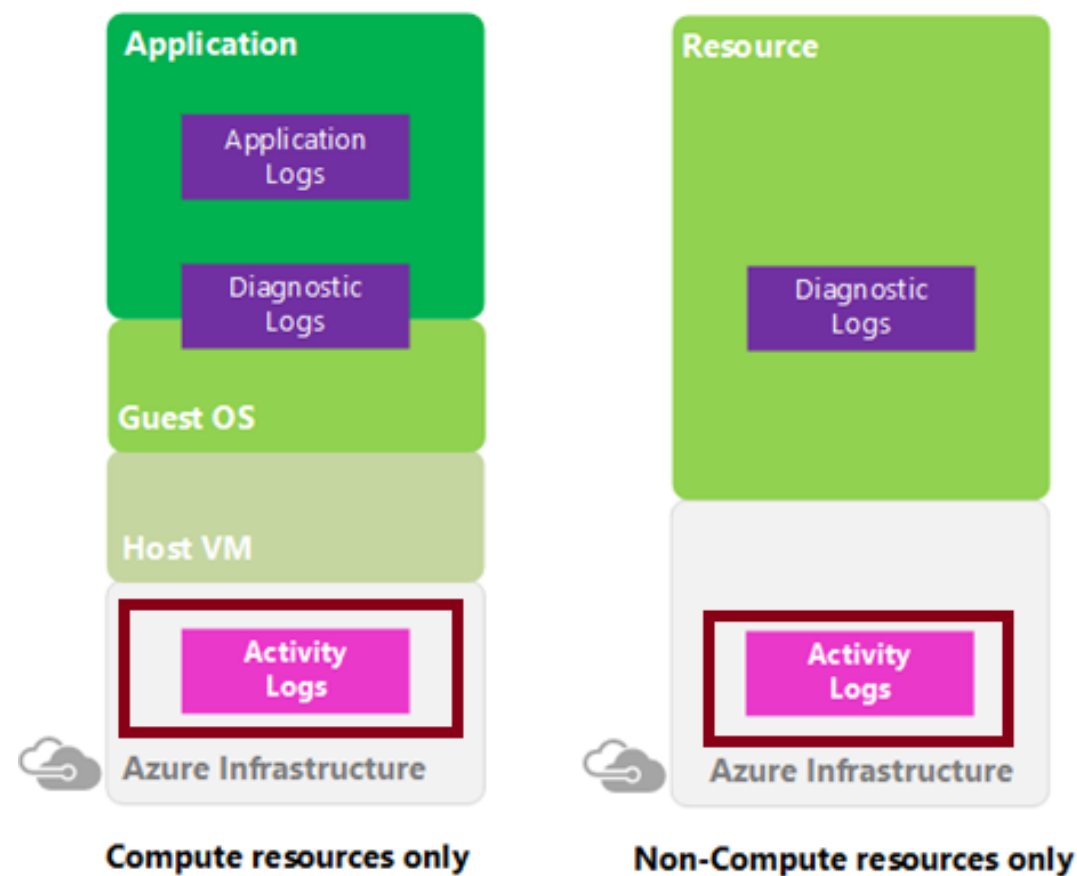 Application
Application
Logs
Diagnostic
Logs
Guest OS
Host VM
Activity
Logs
Azure Infrastructure
Compute resources only
Resource
Diagnostic
Logs
Activity
Logs
Azure Infrastructure
Non-Compute resources only